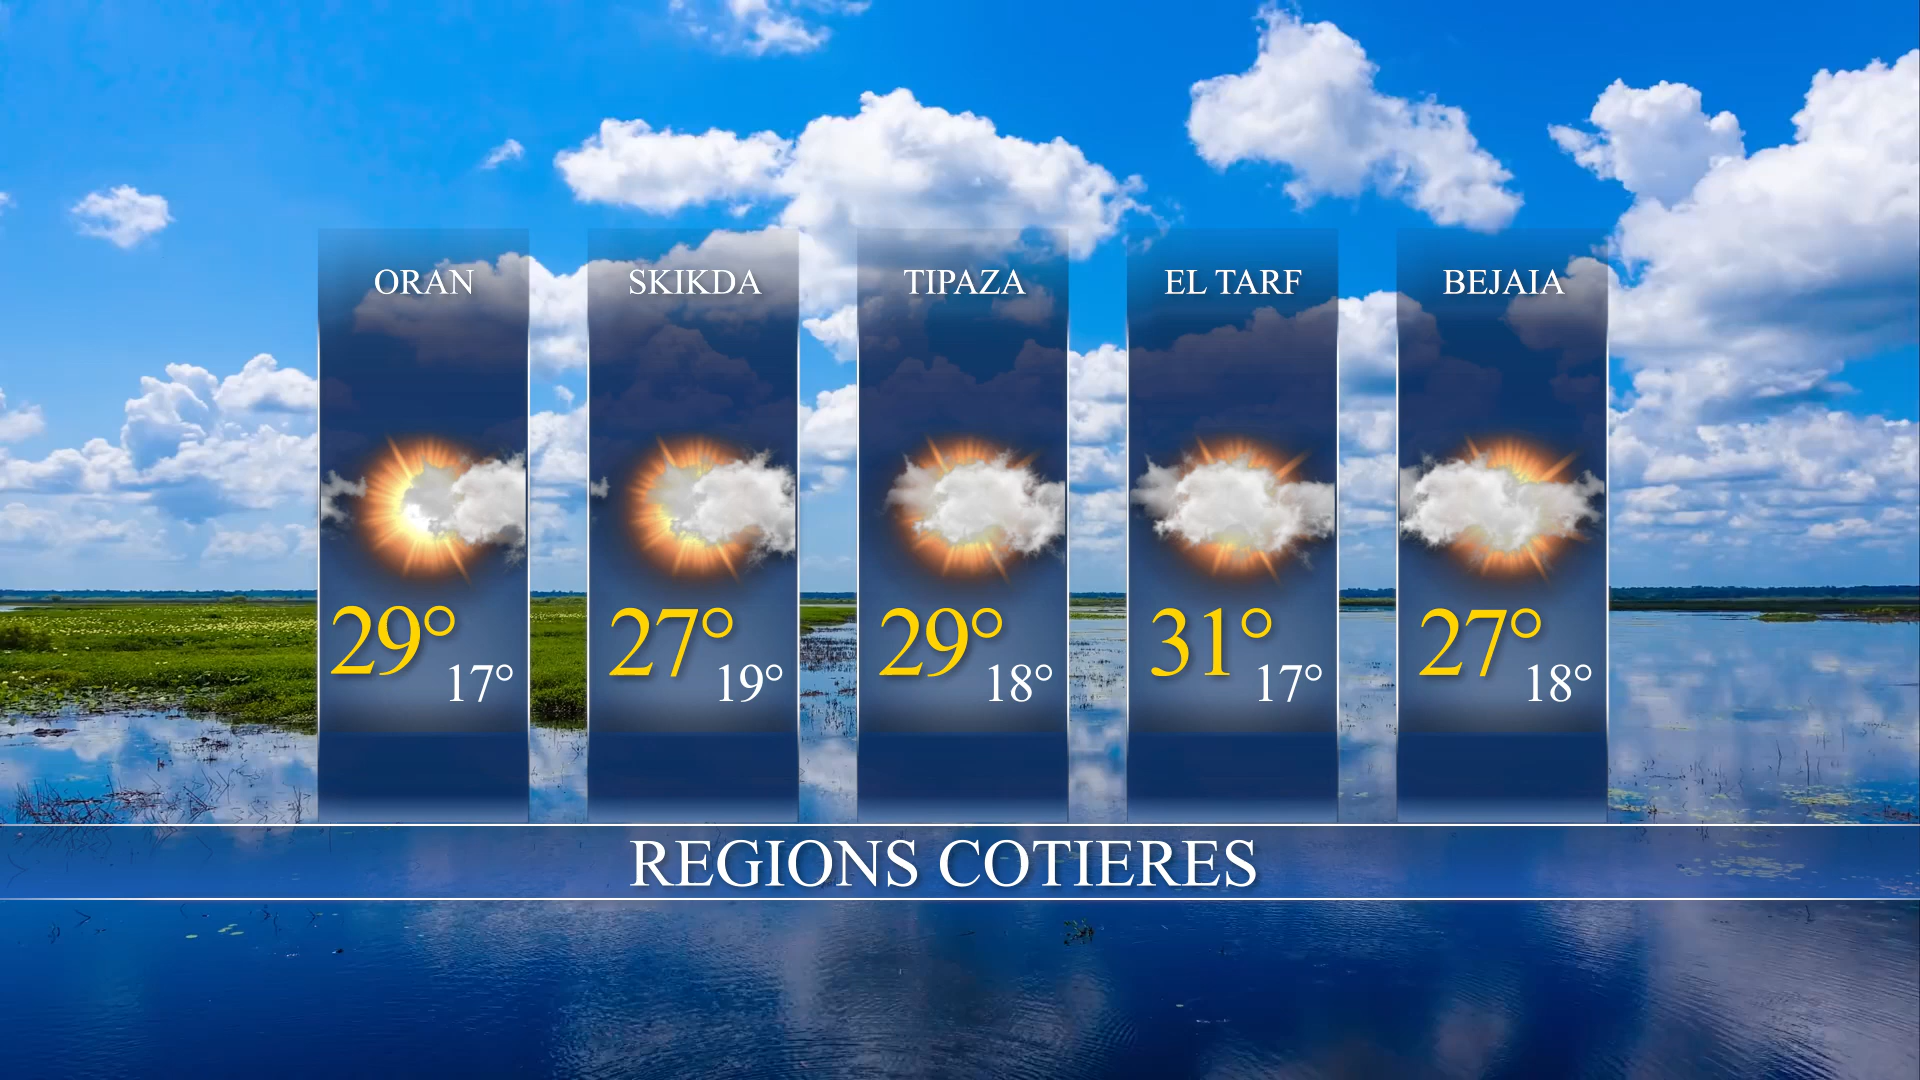 ORAN
29°
17°
SKIKDA
27°
19°
TIPAZA
29°
18°
EL TARF
31°
17°
BEJAIA
27°
18°
REGIONS COTIERES